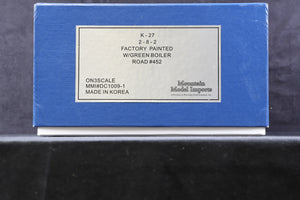 K - 27
2 - 8 - 2
FACTORY PAINTED
W/GREEN BOILER
ROAD #452
ON3SCALE
MMI#DC1009-1
MADE IN KOREA
Mountain
Model Imports